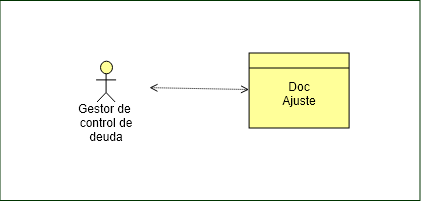 Gestor de
control de
deuda
Doc
Ajuste